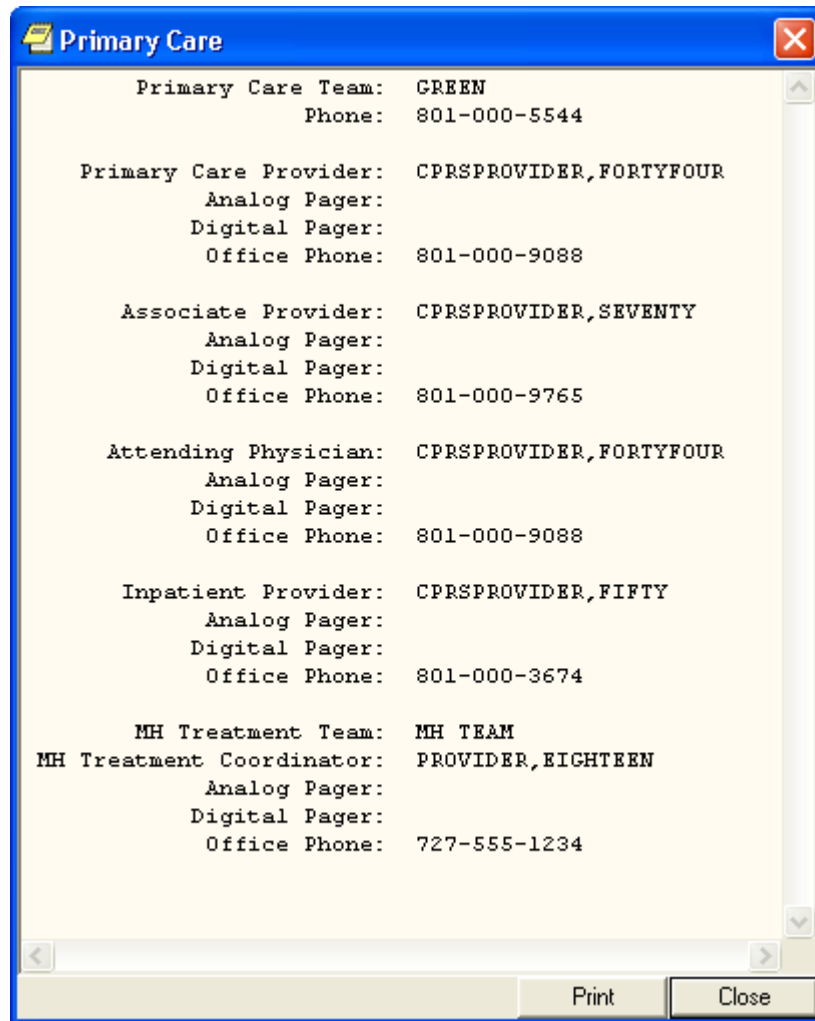 Primary Care
Primary Care Team: GREEN
Phone: 801-000-5544
Primary Care Provider: CPRSPROVIDER,FORTYFOUR
Analog Pager:
Digital Pager:
Office Phone: 801-000-9088
Associate Provider: CPRSPROVIDER,SEVENTY
Analog Pager:
Digital Pager:
Office Phone: 801-000-9765
Attending Physician: CPRSPROVIDER,FORTYFOUR
Analog Pager:
Digital Pager:
Office Phone: 801-000-9088
Inpatient Provider: CPRSPROVIDER,FIFTY
Analog Pager:
Digital Pager:
Office Phone: 801-000-3674
MH Treatment Team: MH TEAM
MH Treatment Coordinator: PROVIDER,EIGHTEEN
Analog Pager:
Digital Pager:
Office Phone: 727-555-1234
Print Close